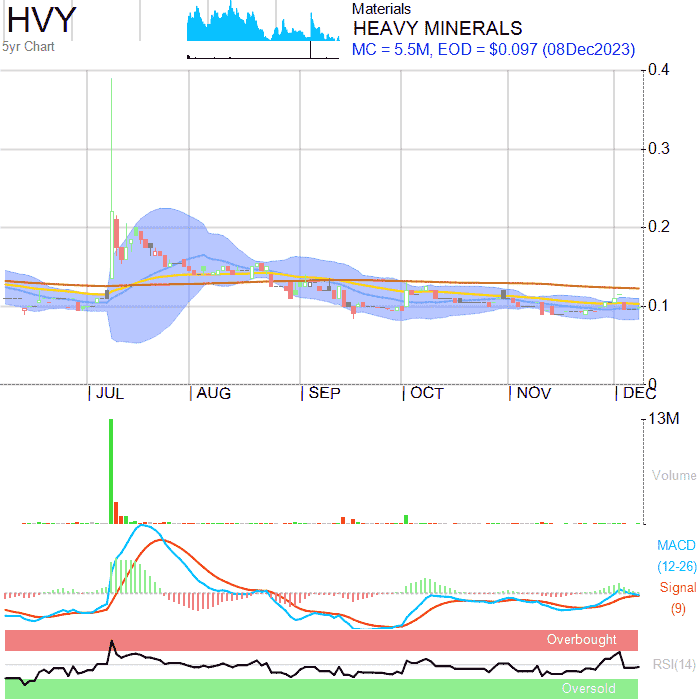 HVY
5yr Chart
Materials
HEAVY MINERALS
MC = 5.5M, EOD = $0.097 (08Dec2023)
0.4
0.3
0.2
0.1
0
JUL AUG SEP OCT NOV DEC
13M
Volume
MACD
(12-26)
Signal
(9)
Overbought
RSI(14)
Oversold